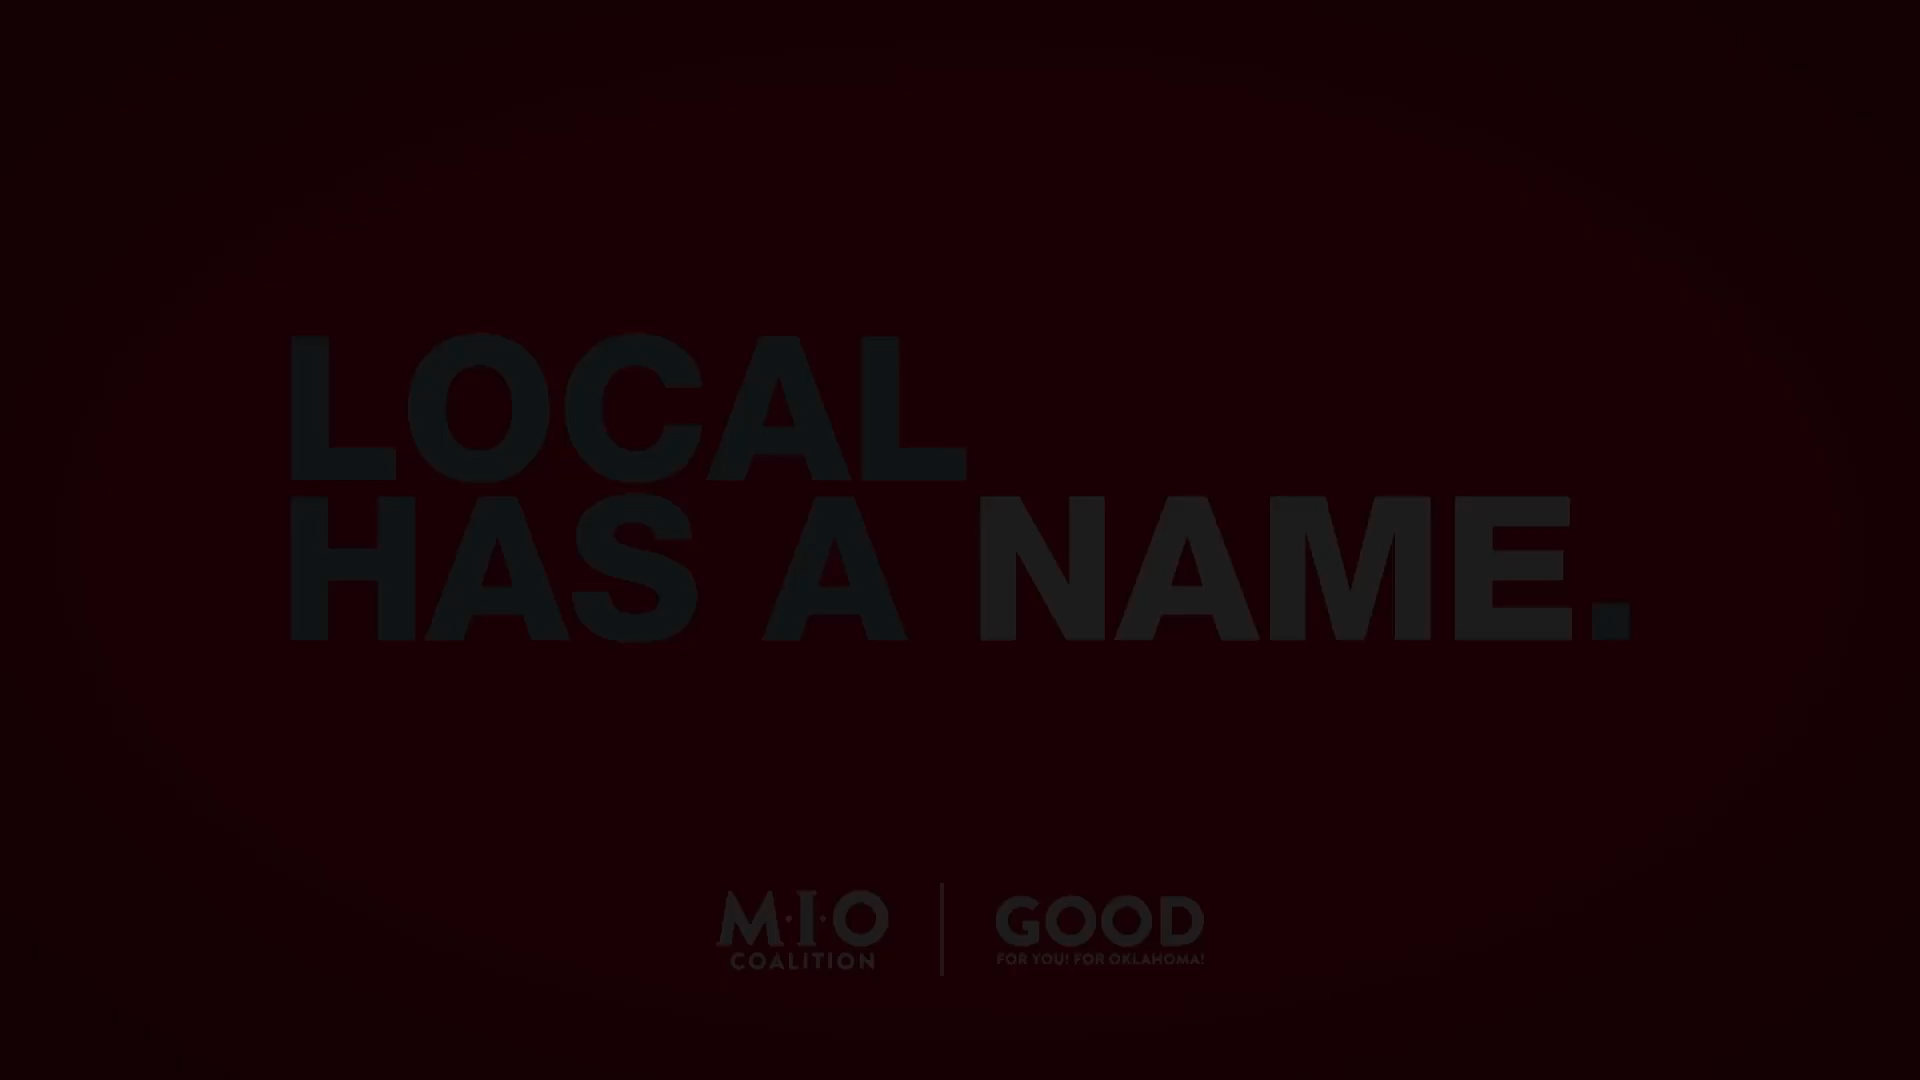 LOCAL
HAS A NAME.
M·I·O
COALITION
GOOD
FOR YOU! FOR OKLAHOMA!